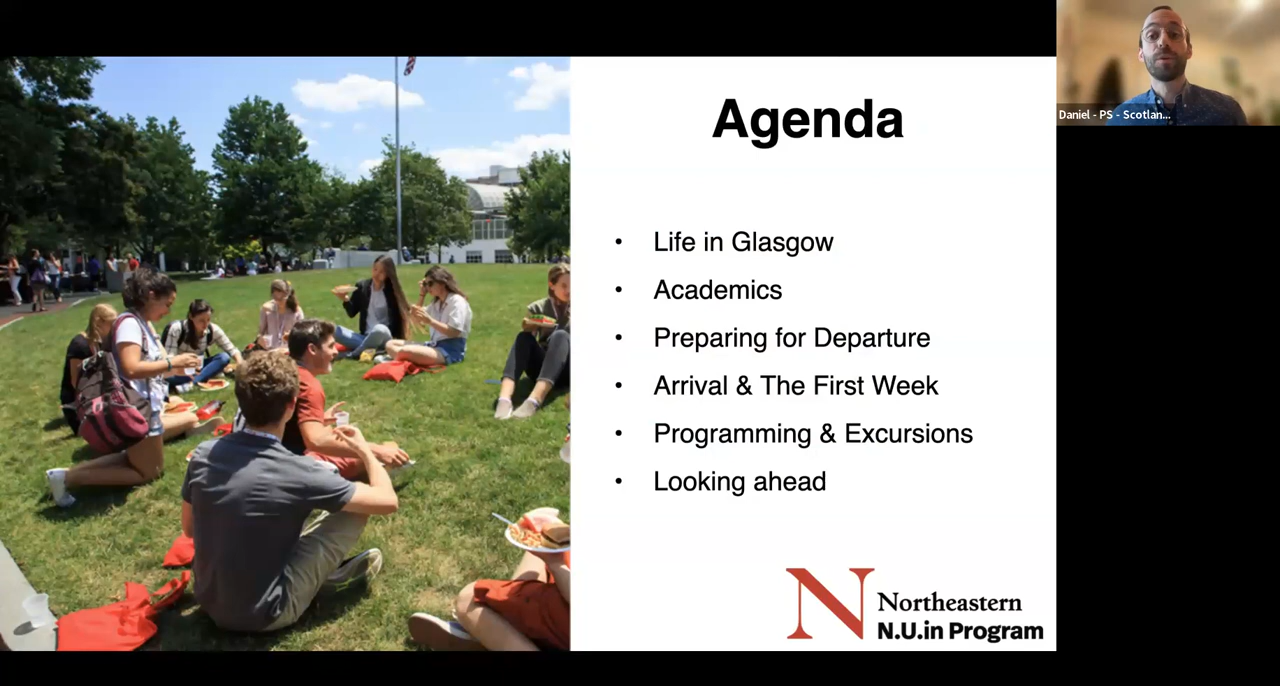 Agenda
• Life in Glasgow
• Academics
• Preparing for Departure
• Arrival & The First Week
• Programming & Excursions
• Looking ahead
N Northeastern
N.U.in Program
Daniel - PS - Scotlan...